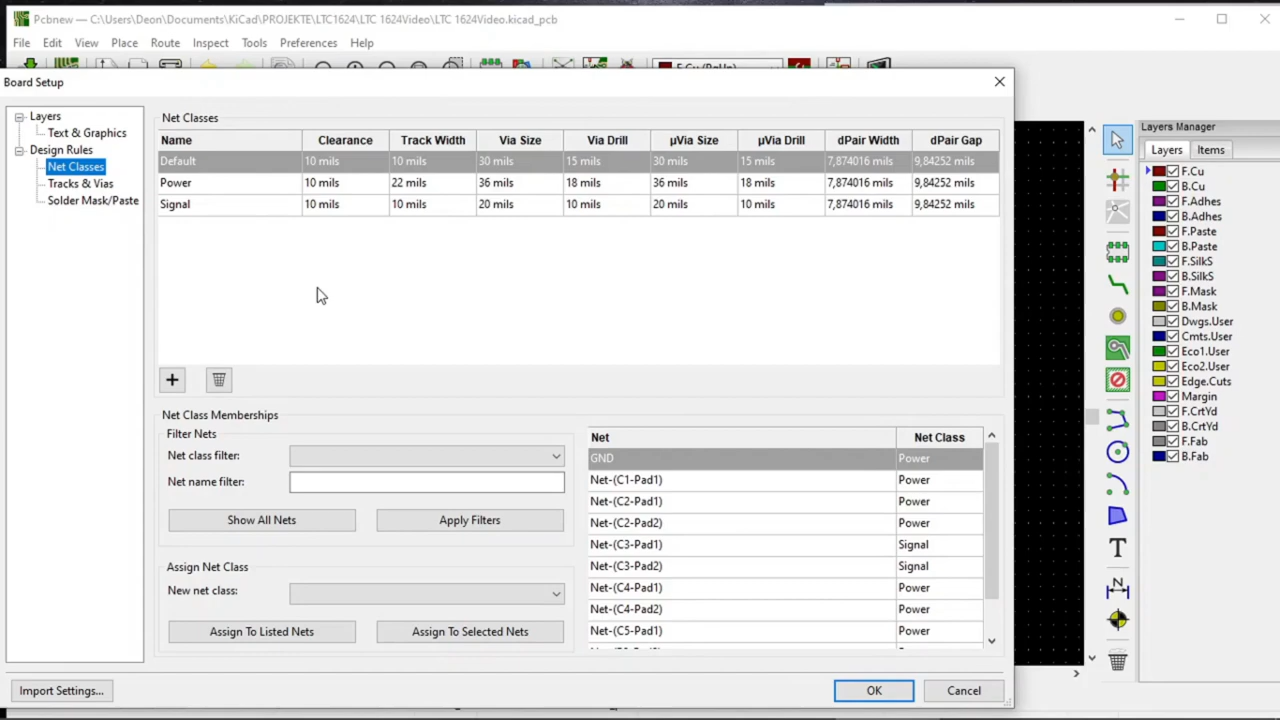 Pcbnew — C:\Users\Deon\Documents\KiCad\PROJEKTE\LTC1624\LTC 1624Video\LTC 1624Video.kicad_pcb
File Edit View Place Route Inspect Tools Preferences Help
F.Cu (PgUp)
Board Setup
Layers
Text & Graphics
Design Rules
Net Classes
Tracks & Vias
Solder Mask/Paste
Net Classes
Name Clearance Track Width Via Size Via Drill µVia Size µVia Drill dPair Width dPair Gap
Default 10 mils 10 mils 30 mils 15 mils 30 mils 15 mils 7,874016 mils 9,84252 mils
Power 10 mils 22 mils 36 mils 18 mils 36 mils 18 mils 7,874016 mils 9,84252 mils
Signal 10 mils 10 mils 20 mils 10 mils 20 mils 10 mils 7,874016 mils 9,84252 mils
Net Class Memberships
Filter Nets
Net class filter:
Net name filter:
Show All Nets Apply Filters
Assign Net Class
New net class:
Assign To Listed Nets Assign To Selected Nets
Net Net Class
GND Power
Net-(C1-Pad1) Power
Net-(C2-Pad1) Power
Net-(C2-Pad2) Power
Net-(C3-Pad1) Signal
Net-(C3-Pad2) Signal
Net-(C4-Pad1) Power
Net-(C4-Pad2) Power
Net-(C5-Pad1) Power
Import Settings... OK Cancel
Layers Manager
Layers Items
F.Cu
B.Cu
F.Adhes
B.Adhes
F.Paste
B.Paste
F.SilkS
B.SilkS
F.Mask
B.Mask
Dwgs.User
Cmts.User
Eco1.User
Eco2.User
Edge.Cuts
Margin
F.CrtYd
B.CrtYd
F.Fab
B.Fab